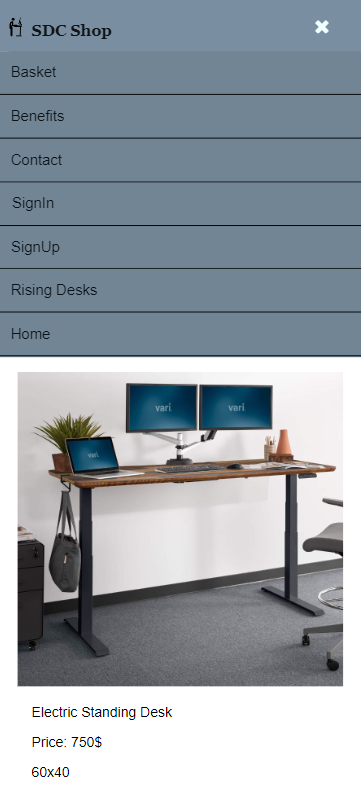 SDC Shop
Basket
Benefits
Contact
SignIn
SignUp
Rising Desks
Home
vari
vari
vari
Electric Standing Desk
Price: 750$
60x40